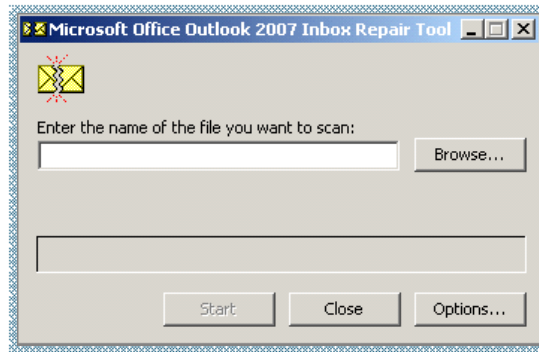 Microsoft Office Outlook 2007 Inbox Repair Tool
Enter the name of the file you want to scan:
Browse...
Start
Close
Options...